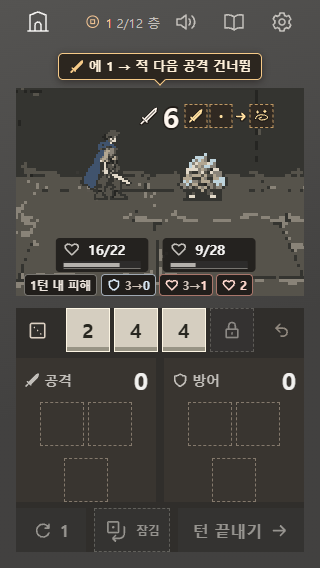 1 2/12 층
에 1 → 적 다음 공격 건너뜀
6
16/22
9/28
1턴 내 피해
3→0
3→1
2
2 4 4
공격 0
방어 0
1
잠김
턴 끝내기 →